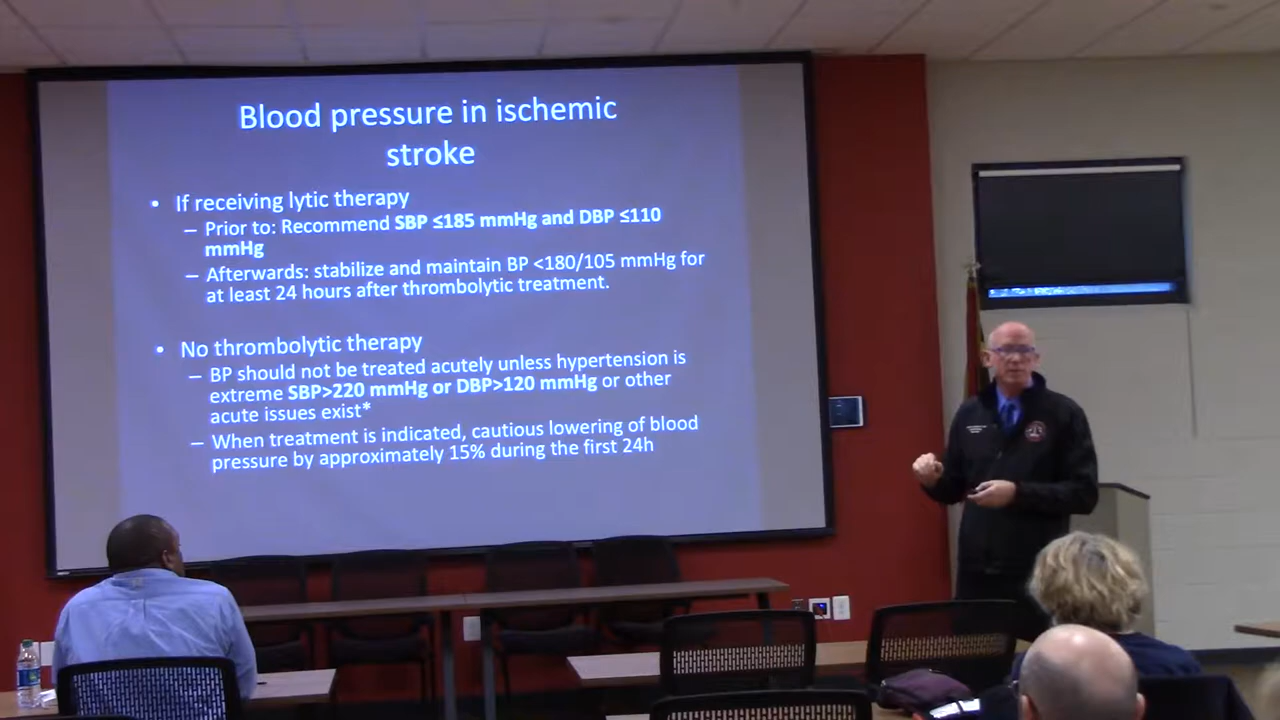 Blood pressure in ischemic
stroke
• If receiving lytic therapy
– Prior to: Recommend SBP ≤185 mmHg and DBP ≤110
mmHg
– Afterwards: stabilize and maintain BP <180/105 mmHg for
at least 24 hours after thrombolytic treatment.
• No thrombolytic therapy
– BP should not be treated acutely unless hypertension is
extreme SBP>220 mmHg or DBP>120 mmHg or other
acute issues exist*
– When treatment is indicated, cautious lowering of blood
pressure by approximately 15% during the first 24h